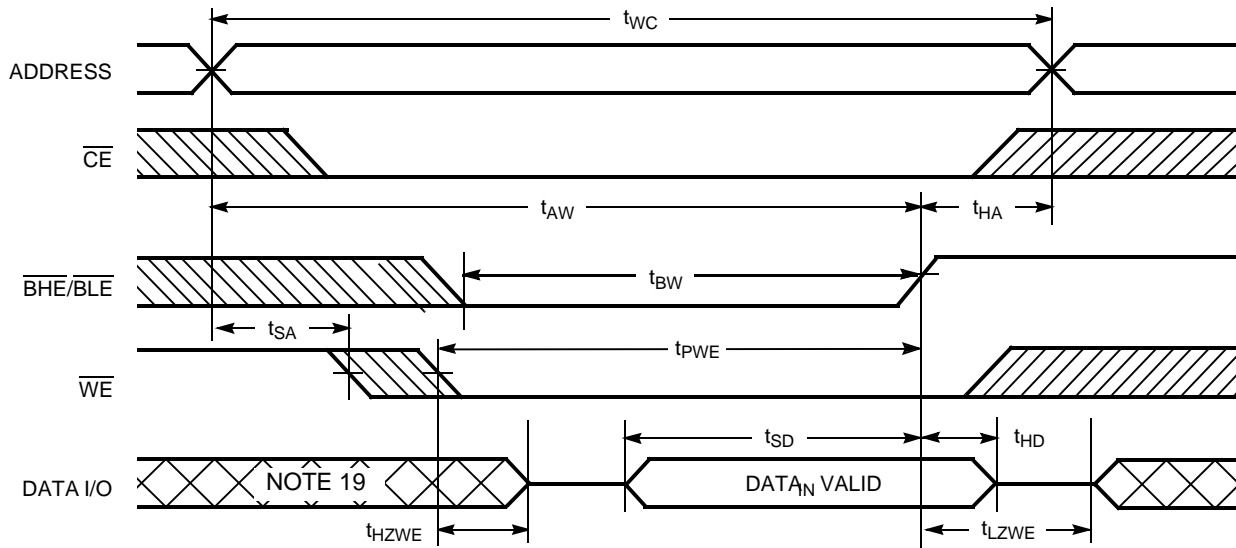 tWC
ADDRESS
CE
tAW
tHA
BHE/BLE
tBW
tSA
tPWE
WE
tSD
tHD
DATA I/O
NOTE 19
DATAIN VALID
tHZWE
tLZWE